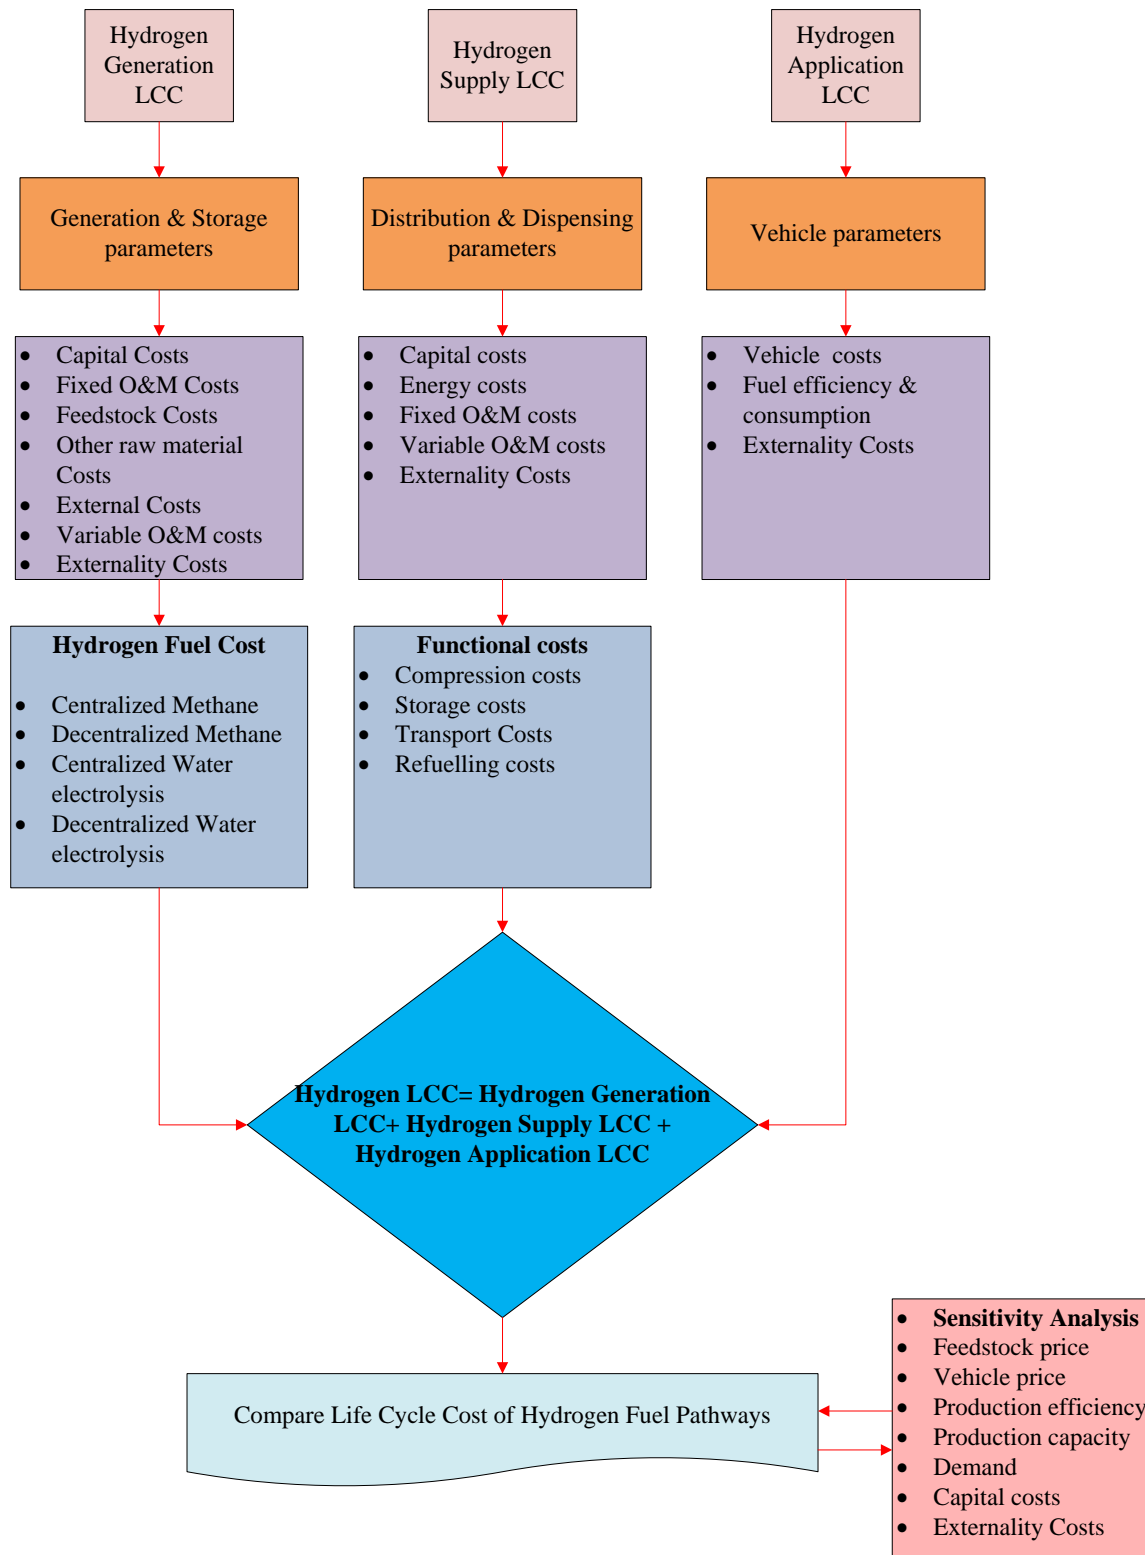 Hydrogen
Generation
LCC
Hydrogen
Supply LCC
Hydrogen
Application
LCC
Generation & Storage
parameters
Distribution & Dispensing
parameters
Vehicle parameters
• Capital Costs
• Fixed O&M Costs
• Feedstock Costs
• Other raw material
Costs
• External Costs
• Variable O&M costs
• Externality Costs
• Capital costs
• Energy costs
• Fixed O&M costs
• Variable O&M costs
• Externality Costs
• Vehicle costs
• Fuel efficiency &
consumption
• Externality Costs
Hydrogen Fuel Cost
• Centralized Methane
• Decentralized Methane
• Centralized Water
electrolysis
• Decentralized Water
electrolysis
Functional costs
• Compression costs
• Storage costs
• Transport Costs
• Refuelling costs
Hydrogen LCC= Hydrogen Generation
LCC+ Hydrogen Supply LCC +
Hydrogen Application LCC
Compare Life Cycle Cost of Hydrogen Fuel Pathways
• Sensitivity Analysis
• Feedstock price
• Vehicle price
• Production efficiency
• Production capacity
• Demand
• Capital costs
• Externality Costs